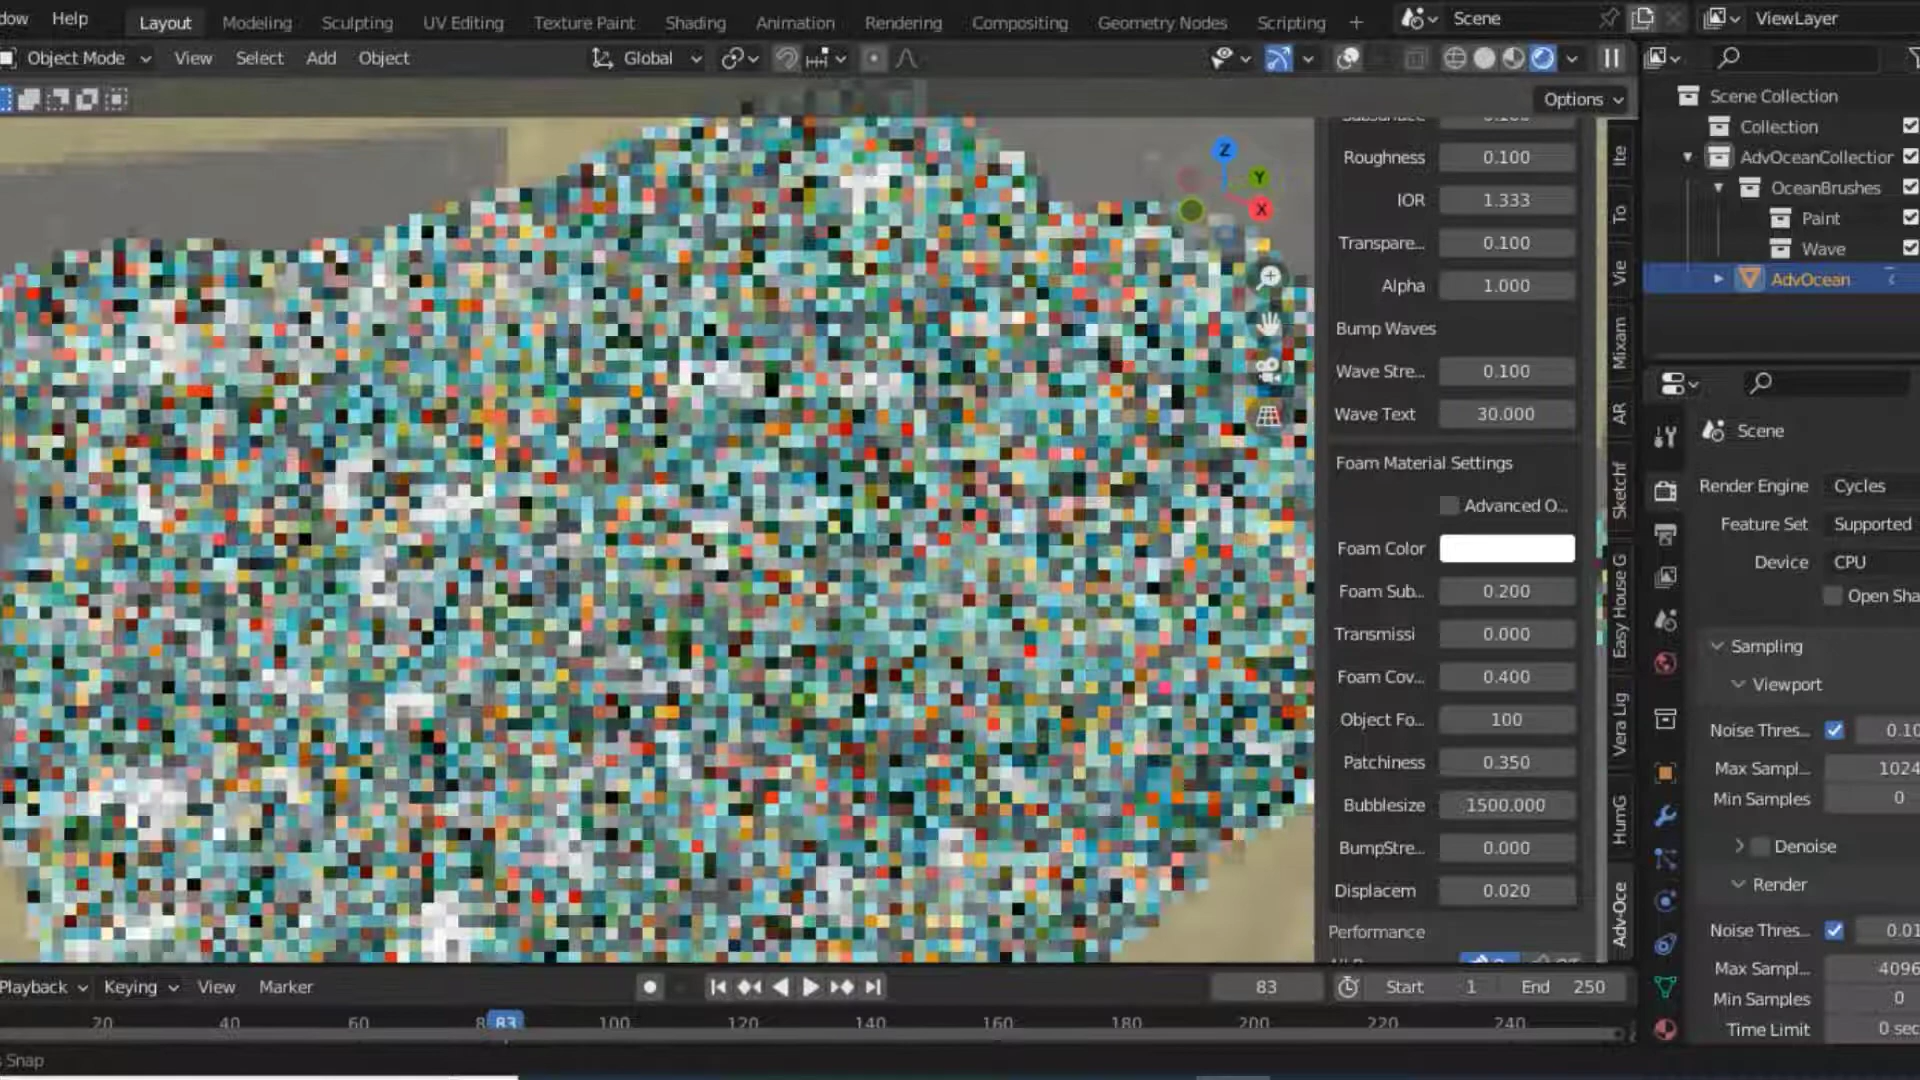 dow Help Layout Modeling Sculpting UV Editing Texture Paint Shading Animation Rendering Compositing Geometry Nodes Scripting + Scene ViewLayer
Object Mode View Select Add Object Global
Options
Z
Y
X
Roughness 0.100
IOR 1.333
Transpare... 0.100
Alpha 1.000
Bump Waves
Wave Stre... 0.100
Wave Text 30.000
Foam Material Settings
Advanced O...
Foam Color
Foam Sub... 0.200
Transmissi 0.000
Foam Cov... 0.400
Object Fo... 100
Patchiness 0.350
Bubblesize 1500.000
BumpStre... 0.000
Displacem 0.020
Performance
Ite
To
Vie
Mixam
AR
Sketchf
Easy House G
Vera Lig
HumG
Adv-Oce
Scene Collection
Collection
AdvOceanCollection
OceanBrushes
Paint
Wave
AdvOcean
Scene
Render Engine Cycles
Feature Set Supported
Device CPU
Open Sha
Sampling
Viewport
Noise Thres... 0.10
Max Sampl... 1024
Min Samples 0
Denoise
Render
Noise Thres... 0.01
Max Sampl... 4096
Min Samples 0
Time Limit 0 sec
Playback Keying View Marker 83 Start 1 End 250
20 40 60 8 83 100 120 140 160 180 200 220 240
Snap